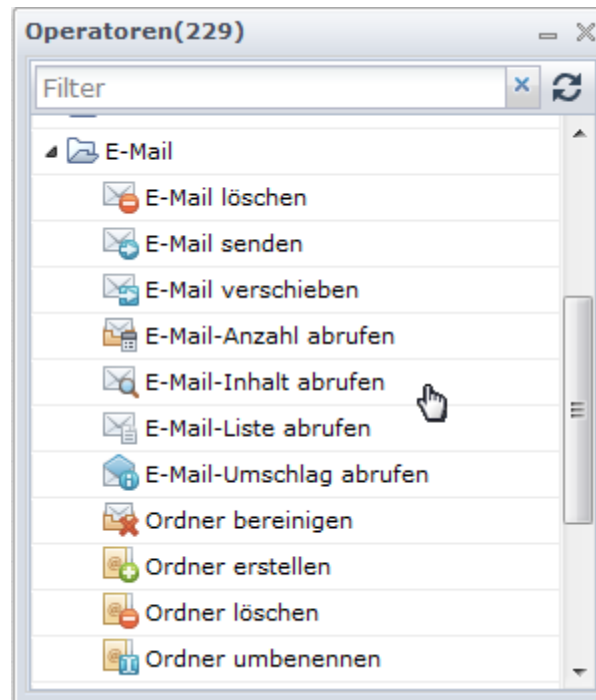 Operatoren(229)
Filter
E-Mail
E-Mail löschen
E-Mail senden
E-Mail verschieben
E-Mail-Anzahl abrufen
E-Mail-Inhalt abrufen
E-Mail-Liste abrufen
E-Mail-Umschlag abrufen
Ordner bereinigen
Ordner erstellen
Ordner löschen
Ordner umbenennen